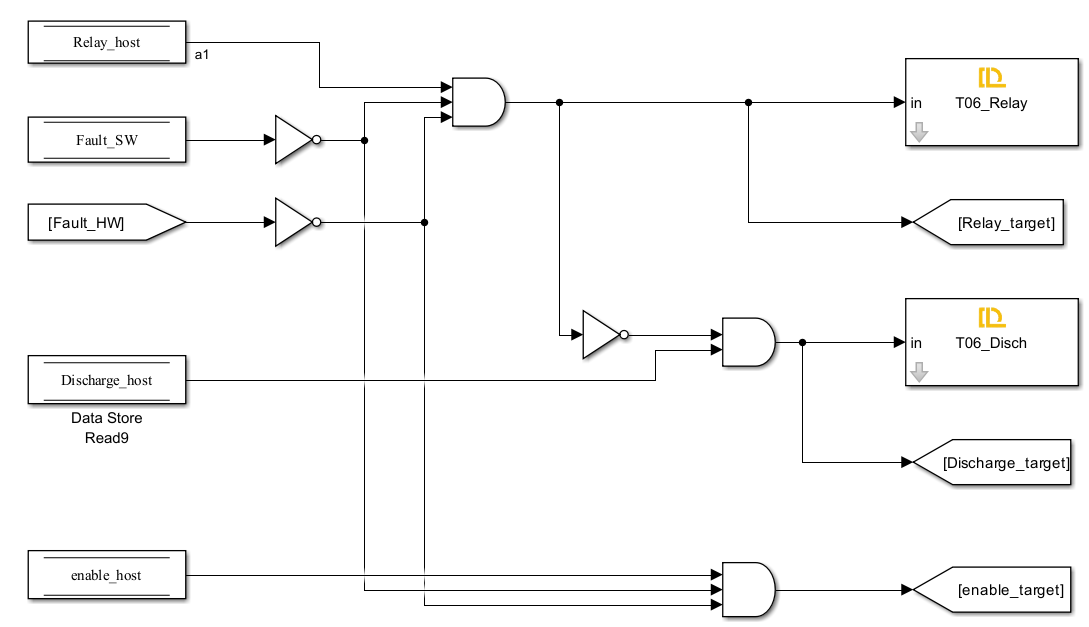 Relay_host
a1
in
T06_Relay
Fault_SW
[Fault_HW]
[Relay_target]
in
T06_Disch
Discharge_host
Data Store
Read9
[Discharge_target]
enable_host
[enable_target]